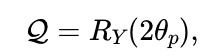 𝒬 = R_Y(2θ_p),